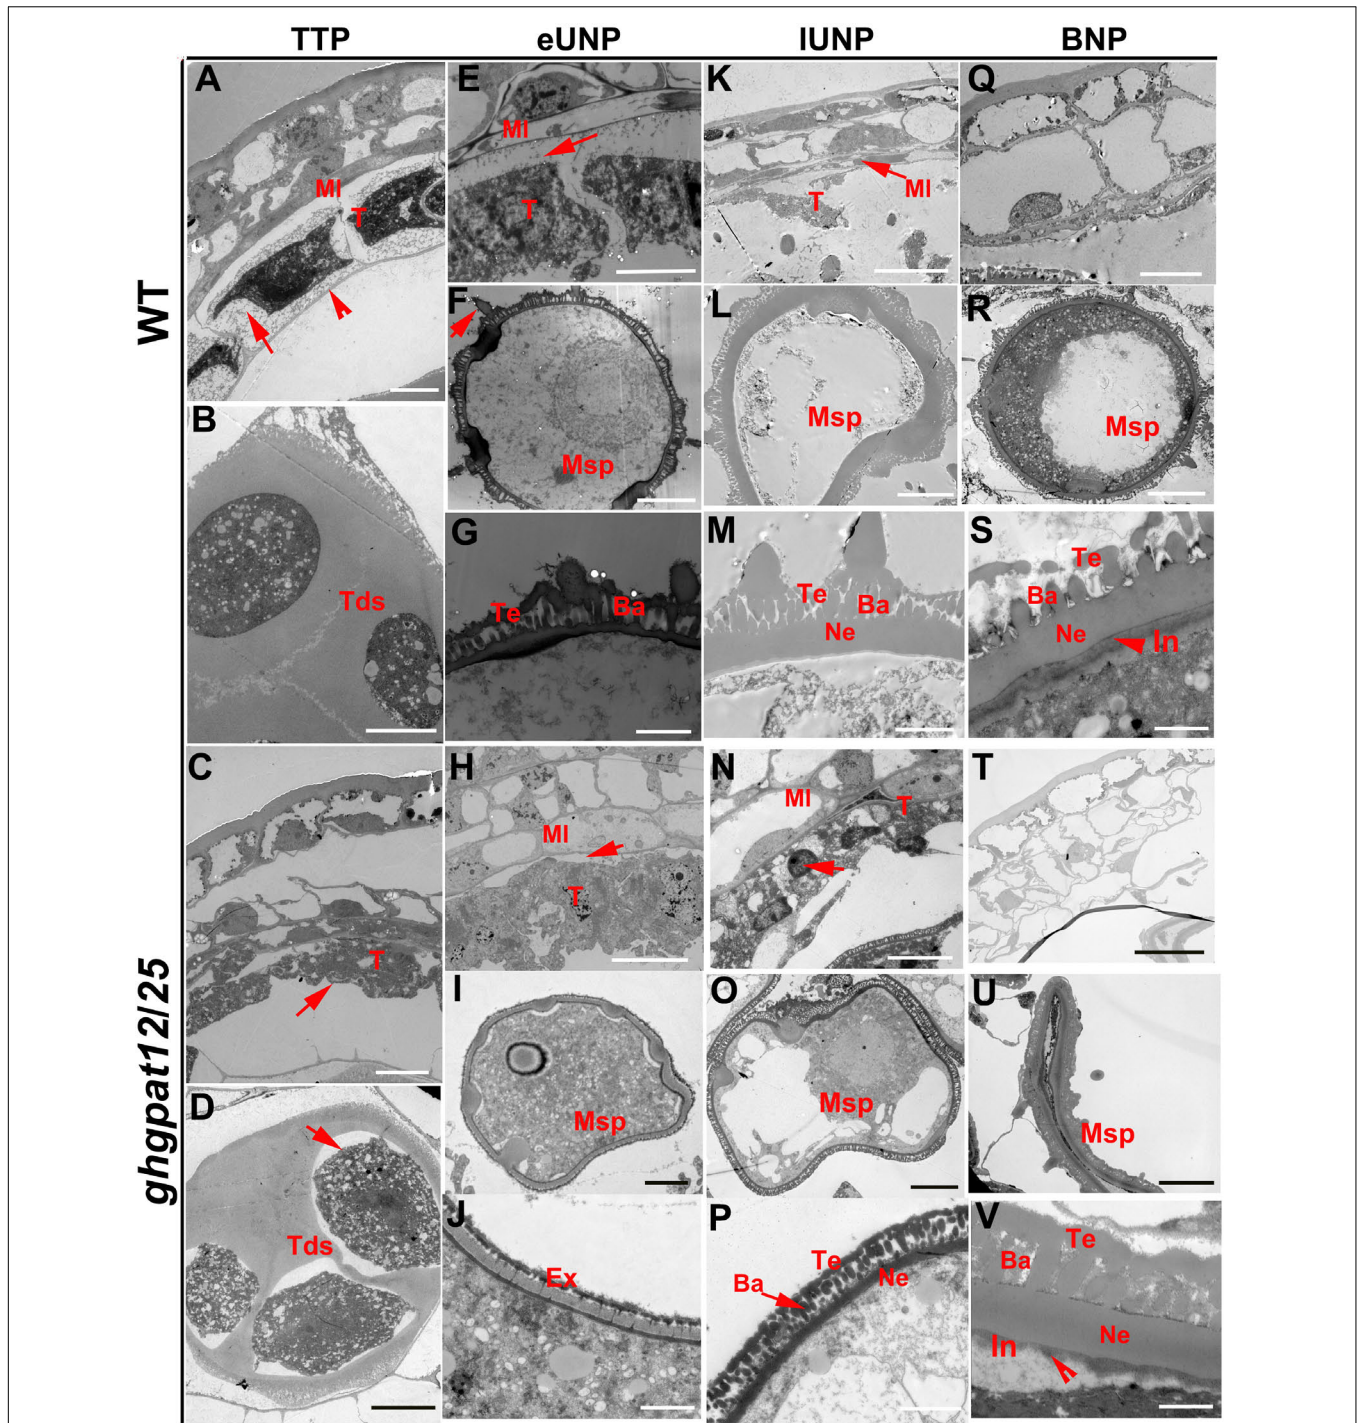 TTP eUNP lUNP BNP
WT
ghgpat12/25
A
Ml
T
E
Ml
T
K
T
Ml
Q
F
Msp
L
Msp
R
Msp
B
Tds
G
Te
Ba
M
Te
Ba
Ne
S
Te
Ba
Ne
In
C
T
H
Ml
T
N
Ml
T
T
I
Msp
O
Msp
U
Msp
D
Tds
J
Ex
P
Te
Ba
Ne
V
Te
Ba
Ne
In